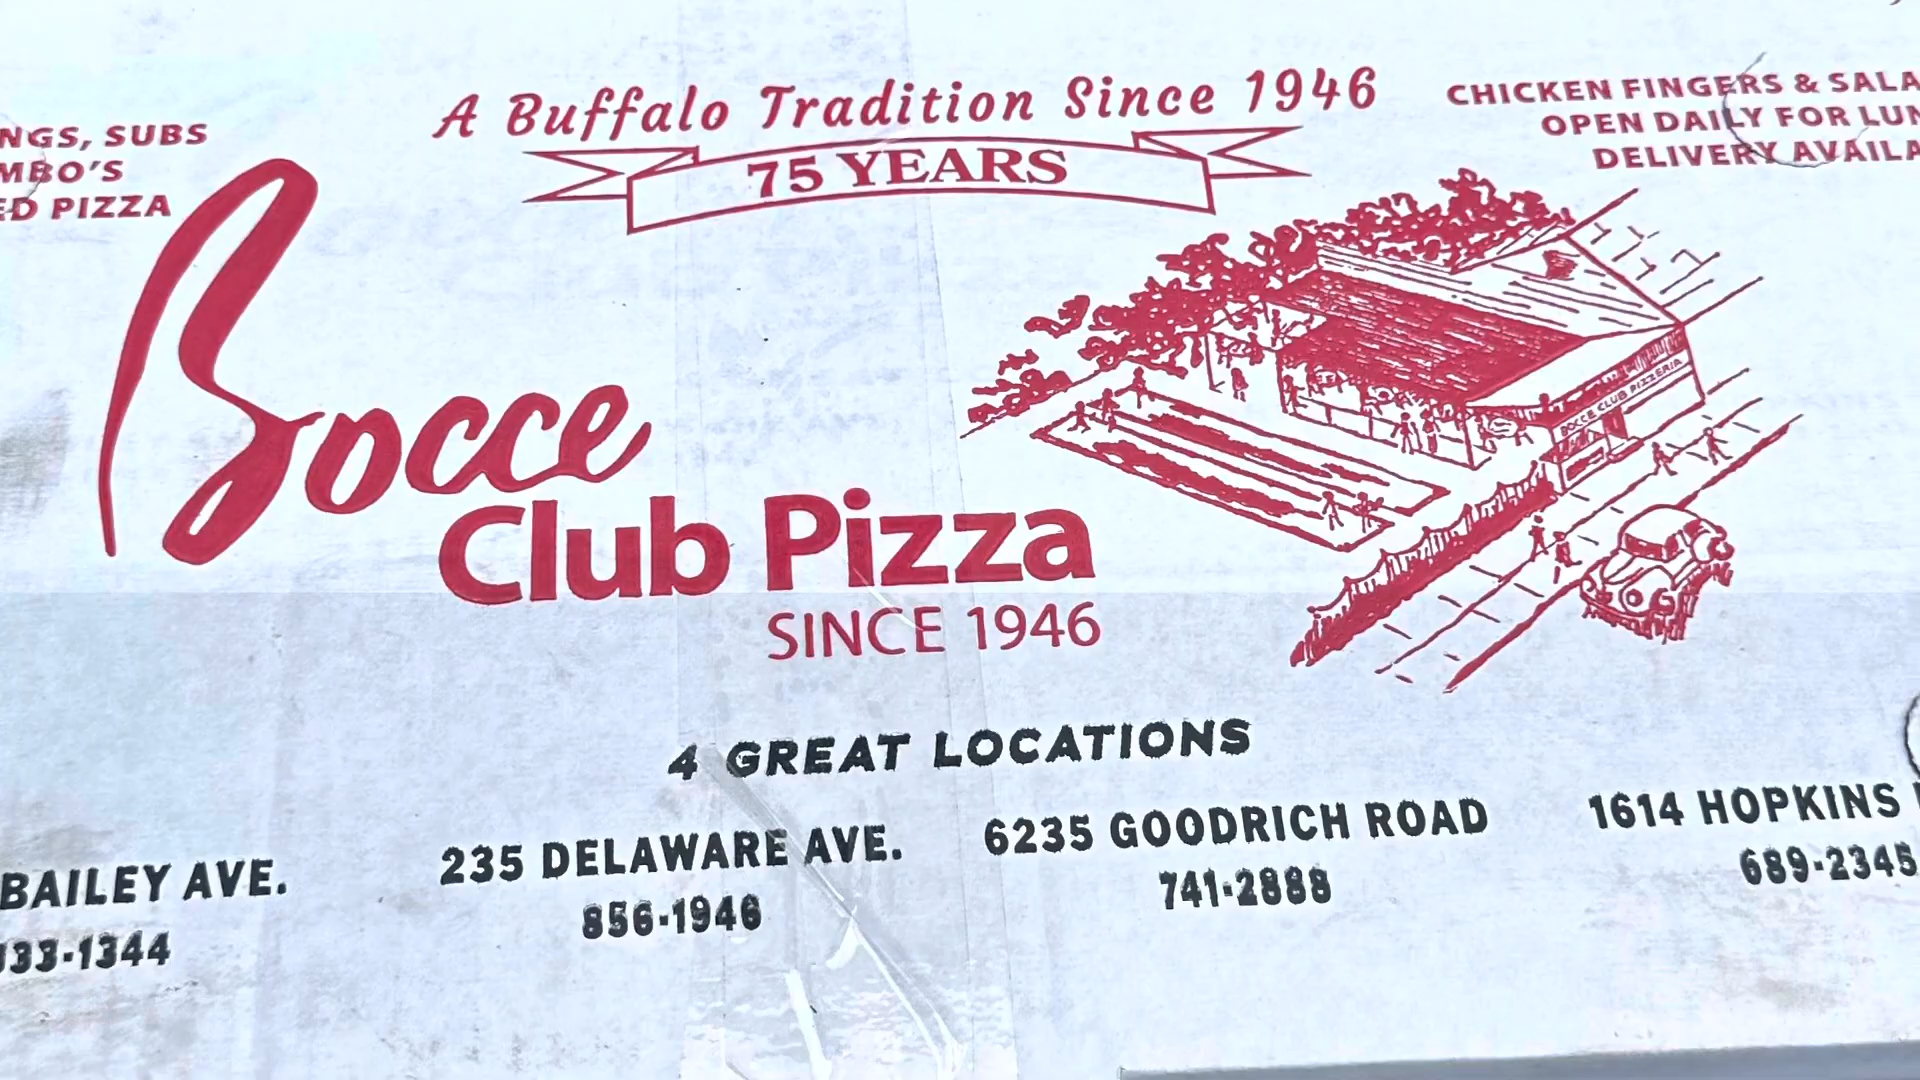 A Buffalo Tradition Since 1946
75 YEARS
NGS, SUBS
MBO'S
ED PIZZA
CHICKEN FINGERS & SALA
OPEN DAILY FOR LUN
DELIVERY AVAILA
Bocce
Club Pizza
SINCE 1946
BOCCE CLUB PIZZERIA
4 GREAT LOCATIONS
BAILEY AVE.
33-1344
235 DELAWARE AVE.
856-1946
6235 GOODRICH ROAD
741-2888
1614 HOPKINS
689-2345